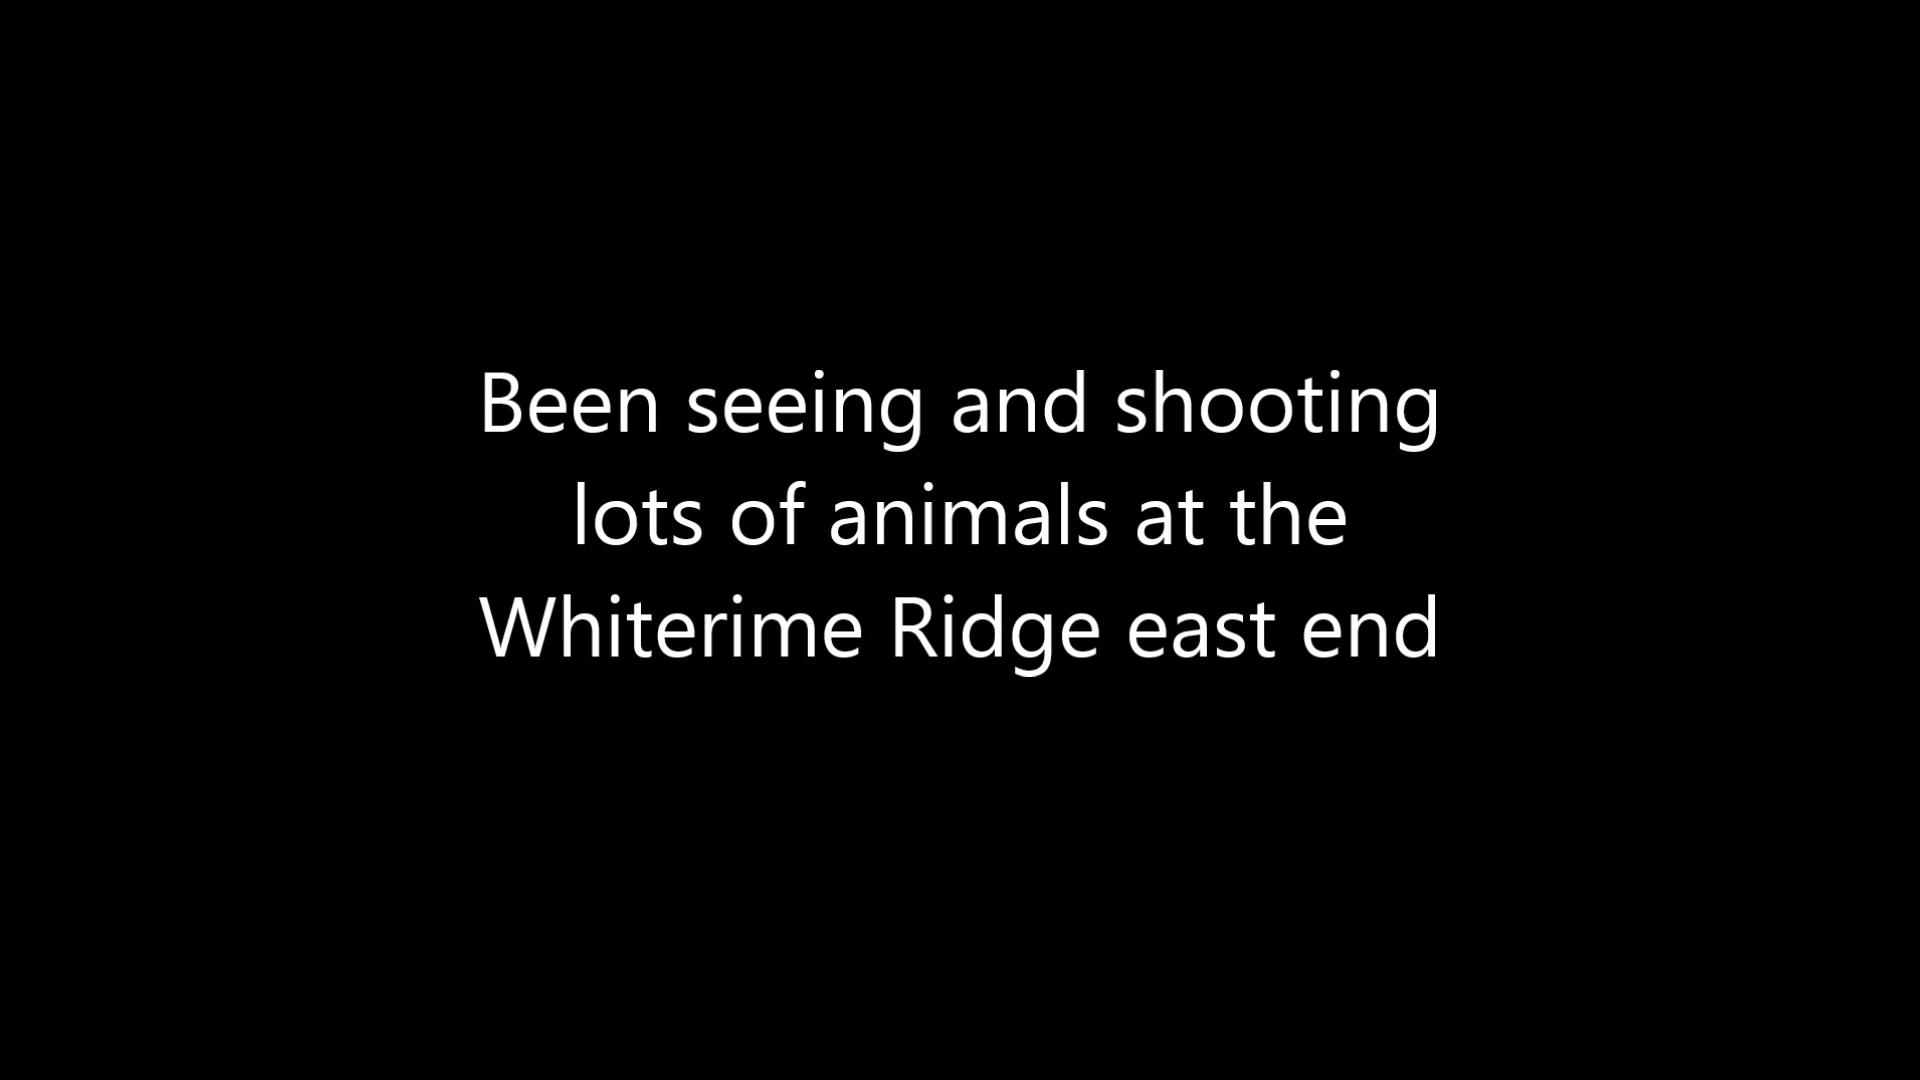 Been seeing and shooting
lots of animals at the
Whiterime Ridge east end